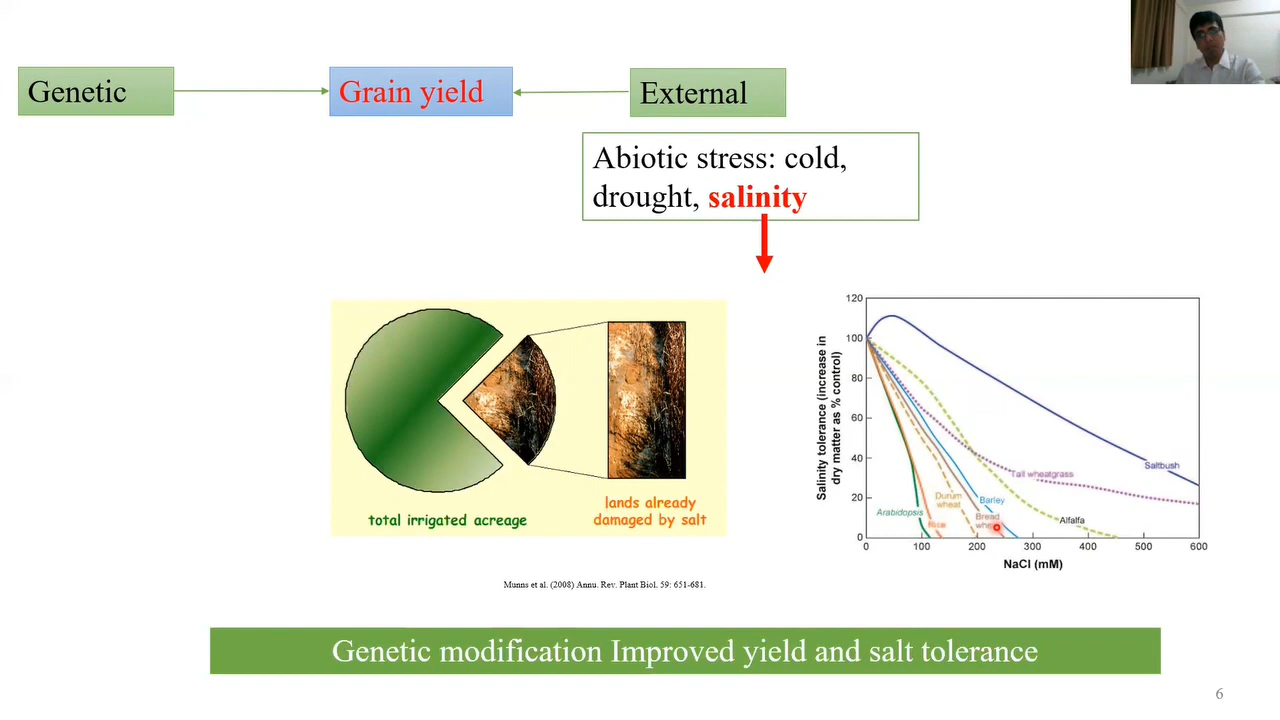 Genetic
Grain yield
External
Abiotic stress: cold,
drought, salinity
total irrigated acreage
lands already
damaged by salt
Salinity tolerance (increase in
dry matter as % control)
120
100
80
60
40
20
0
Saltbush
Tall wheatgrass
Alfalfa
Barley
Bread
Durum
wheat
Arabidopsis
Rice
0 100 200 300 400 500 600
NaCl (mM)
Munns et al. (2008) Annu. Rev. Plant Biol. 59: 651-681.
Genetic modification Improved yield and salt tolerance
6